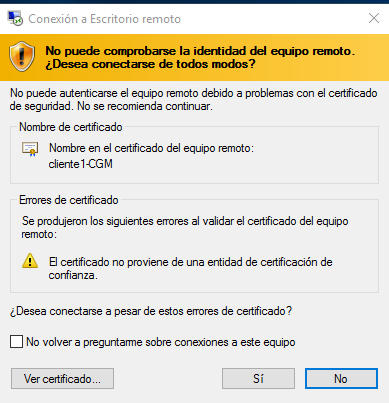 Conexión a Escritorio remoto
No puede comprobarse la identidad del equipo remoto.
¿Desea conectarse de todos modos?
No puede autenticarse el equipo remoto debido a problemas con el certificado
de seguridad. No se recomienda continuar.
Nombre de certificado
Nombre en el certificado del equipo remoto:
cliente1-CGM
Errores de certificado
Se produjeron los siguientes errores al validar el certificado del equipo
remoto:
El certificado no proviene de una entidad de certificación de
confianza.
¿Desea conectarse a pesar de estos errores de certificado?
No volver a preguntarme sobre conexiones a este equipo
Ver certificado...
Sí
No